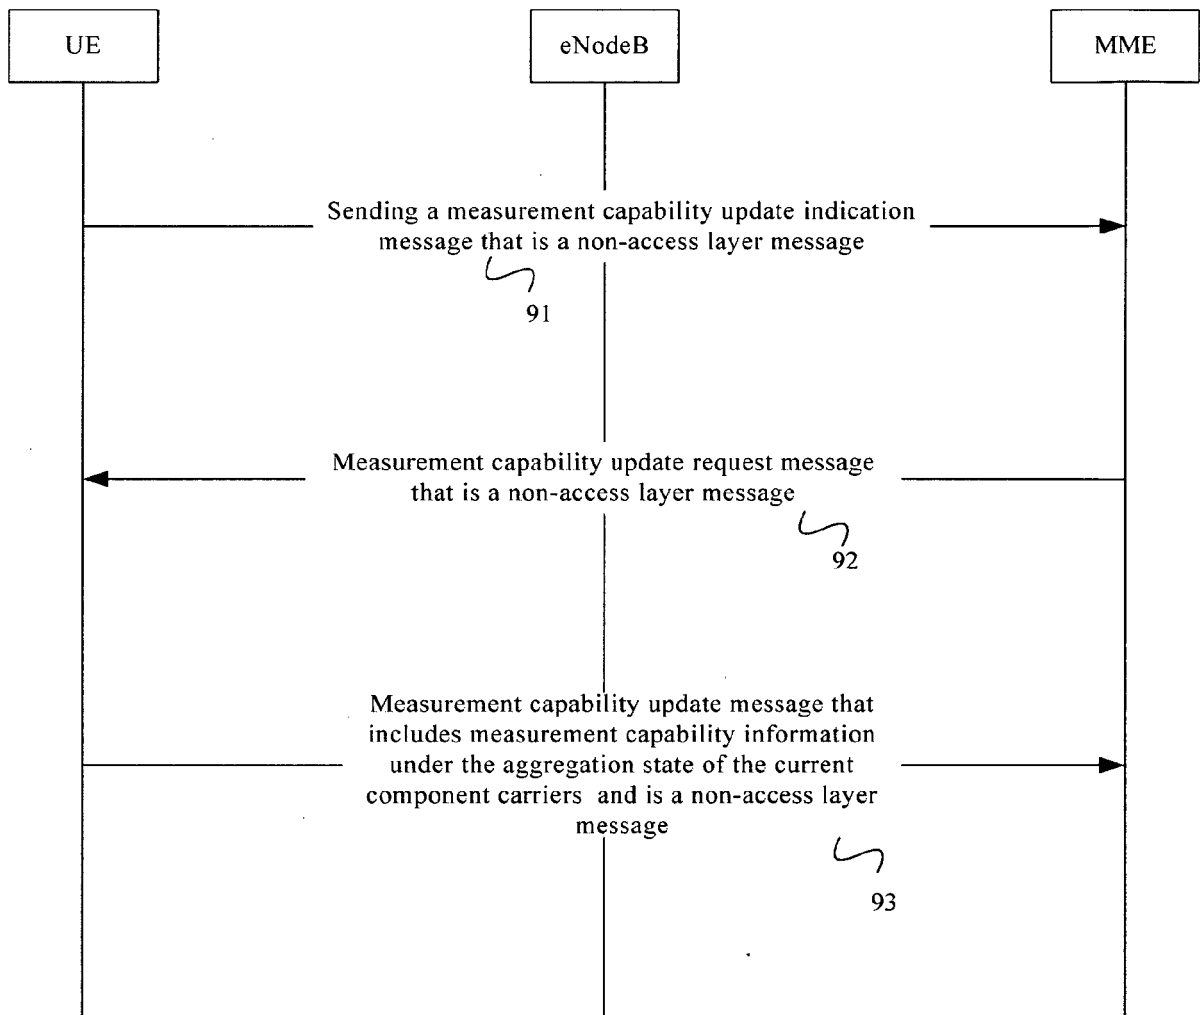 UE
eNodeB
MME
Sending a measurement capability update indication
message that is a non-access layer message
91
Measurement capability update request message
that is a non-access layer message
92
Measurement capability update message that
includes measurement capability information
under the aggregation state of the current
component carriers and is a non-access layer
message
93